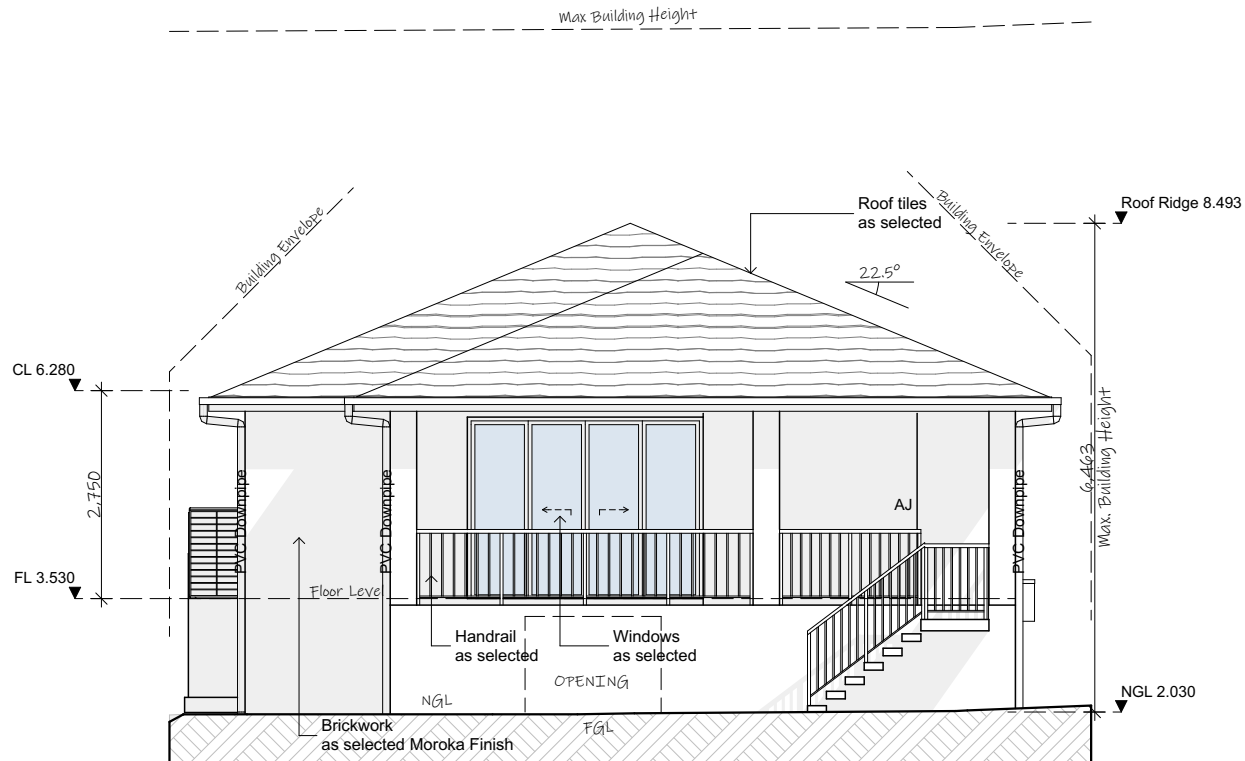 Max Building Height
Building Envelope
Building Envelope
Roof tiles
as selected
Roof Ridge 8.493
22.5°
CL 6.280
2,750
6,463
Max. Building Height
PVC Downpipe
PVC Downpipe
PVC Downpipe
AJ
FL 3.530
Floor Level
Handrail
as selected
Windows
as selected
OPENING
NGL
NGL 2.030
FGL
Brickwork
as selected Moroka Finish